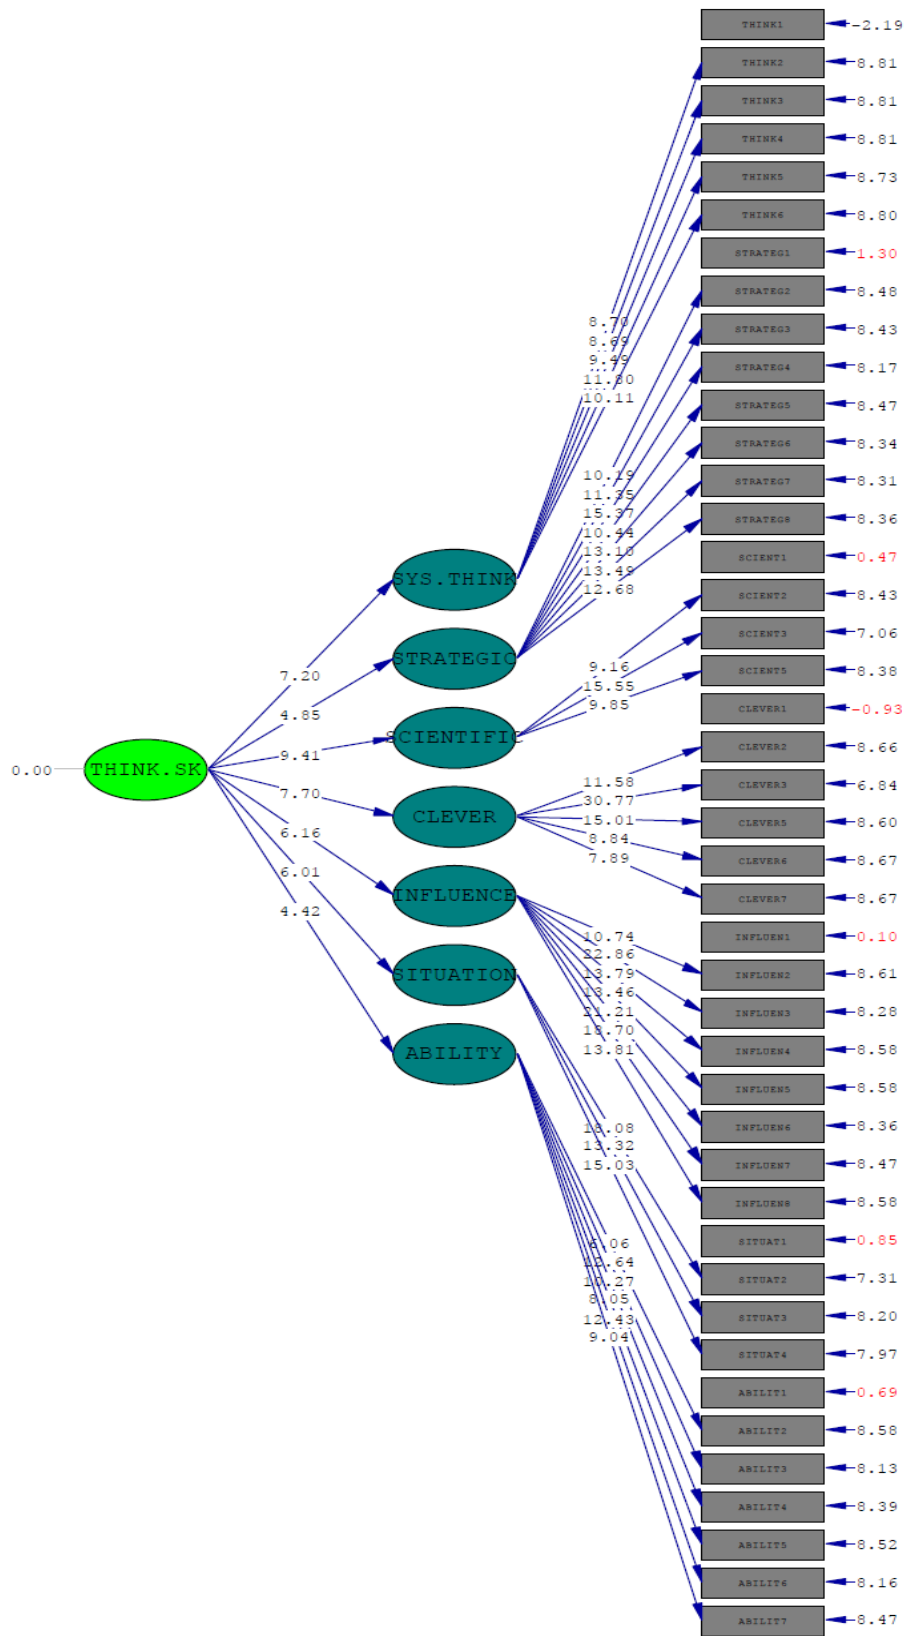 THINK1 -2.19
THINK2 8.81
THINK3 8.81
THINK4 8.81
THINK5 8.73
THINK6 8.80
STRATEG1 1.30
STRATEG2 8.48
STRATEG3 8.43
STRATEG4 8.17
STRATEG5 8.47
STRATEG6 8.34
STRATEG7 8.31
STRATEG8 8.36
SCIENT1 0.47
SCIENT2 8.43
SCIENT3 7.06
SCIENT5 8.38
CLEVER1 -0.93
CLEVER2 8.66
CLEVER3 6.84
CLEVER5 8.60
CLEVER6 8.67
CLEVER7 8.67
INFLUEN1 0.10
INFLUEN2 8.61
INFLUEN3 8.28
INFLUEN4 8.58
INFLUEN5 8.58
INFLUEN6 8.36
INFLUEN7 8.47
INFLUEN8 8.58
SITUAT1 0.85
SITUAT2 7.31
SITUAT3 8.20
SITUAT4 7.97
ABILIT1 0.69
ABILIT2 8.58
ABILIT3 8.13
ABILIT4 8.39
ABILIT5 8.52
ABILIT6 8.16
ABILIT7 8.47
8.70
8.69
9.49
11.80
10.11
10.19
11.35
15.37
10.44
13.10
13.49
12.68
9.16
15.55
9.85
11.58
30.77
15.01
8.84
7.89
10.74
22.86
13.79
13.46
21.21
18.70
13.81
18.08
13.32
15.03
6.06
12.64
10.27
8.05
12.43
9.04
SYS.THINK
STRATEGIC
SCIENTIFIC
CLEVER
INFLUENCE
SITUATION
ABILITY
7.20
4.85
9.41
7.70
6.16
6.01
4.42
0.00 THINK.SK